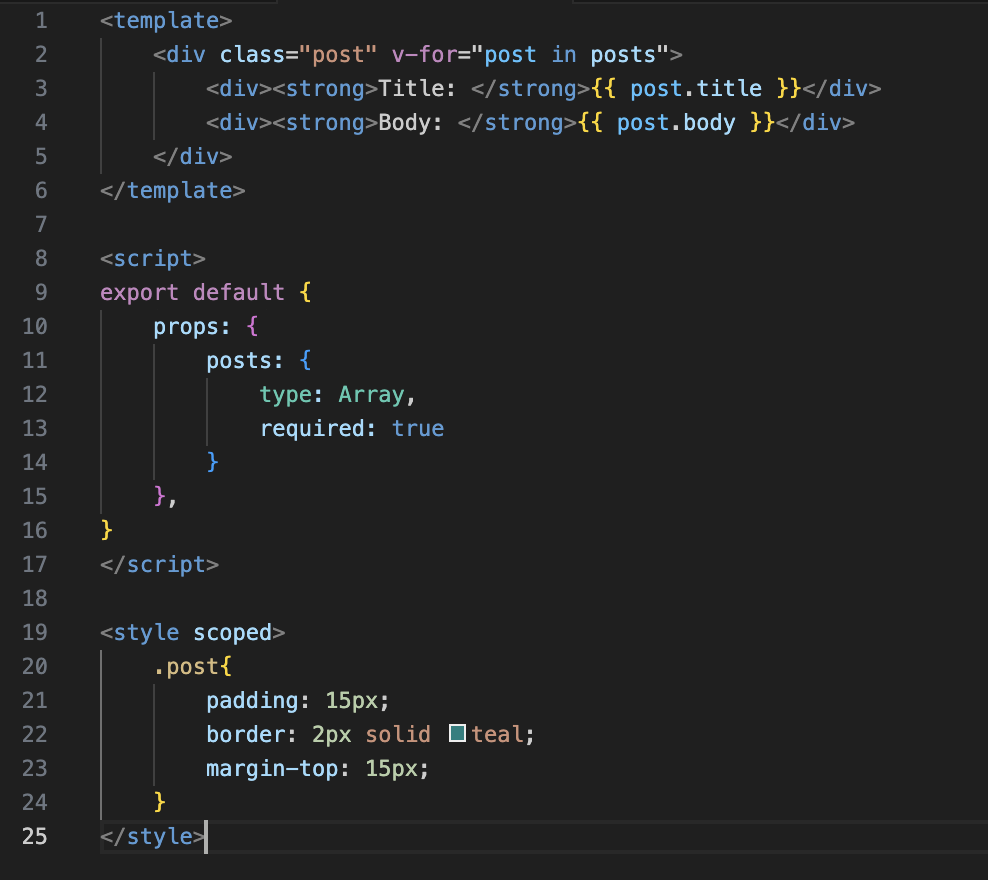 1 <template>
2     <div class="post" v-for="post in posts">
3         <div><strong>Title: </strong>{{ post.title }}</div>
4         <div><strong>Body: </strong>{{ post.body }}</div>
5     </div>
6 </template>
7
8 <script>
9 export default {
10     props: {
11         posts: {
12             type: Array,
13             required: true
14         }
15     },
16 }
17 </script>
18
19 <style scoped>
20     .post{
21         padding: 15px;
22         border: 2px solid teal;
23         margin-top: 15px;
24     }
25 </style>